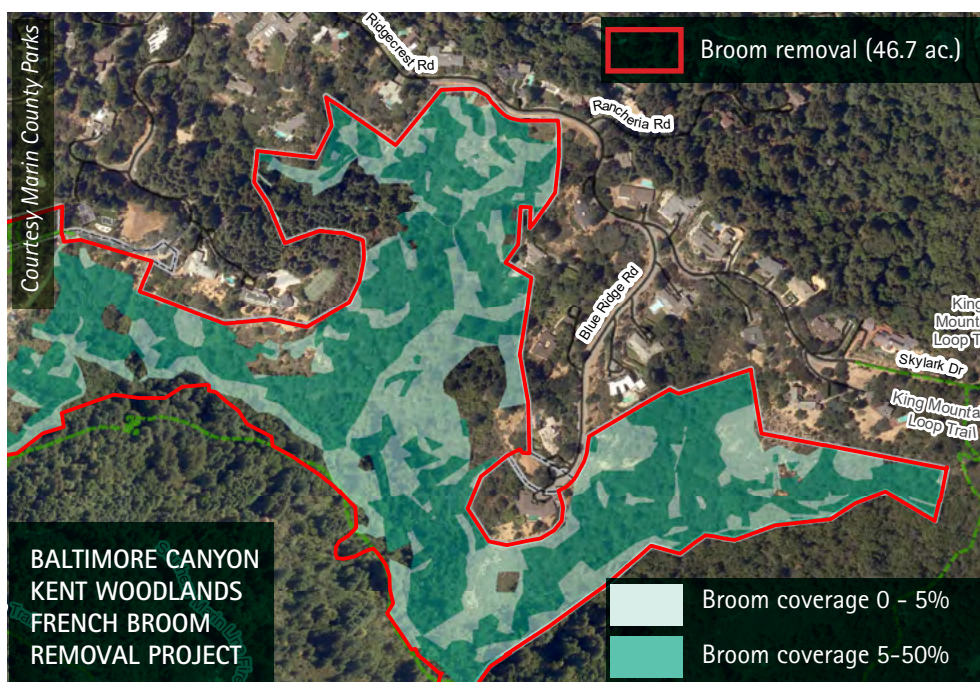 Courtesy Marin County Parks
Ridgecrest Rd
Broom removal (46.7 ac.)
Rancheria Rd
Blue Ridge Rd
King
Mount
Loop T
Skylark Dr
King Mounta
Loop Trail
BALTIMORE CANYON
KENT WOODLANDS
FRENCH BROOM
REMOVAL PROJECT
Broom coverage 0 - 5%
Broom coverage 5-50%